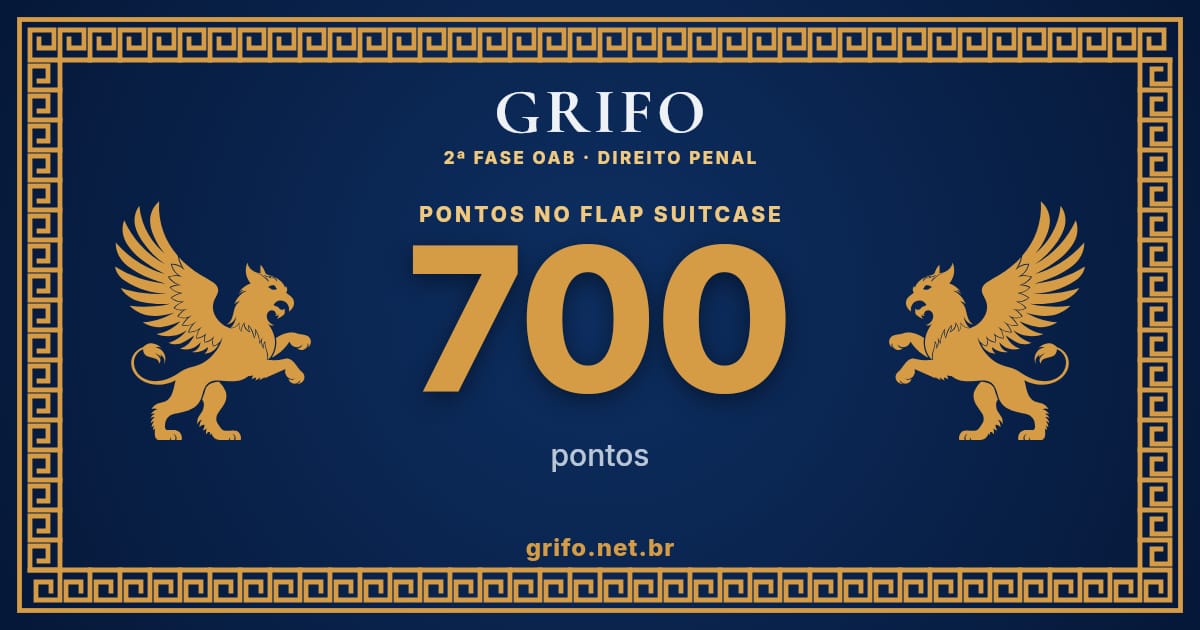 GRIFO
2ª FASE OAB · DIREITO PENAL
PONTOS NO FLAP SUITCASE
700
pontos
grifo.net.br